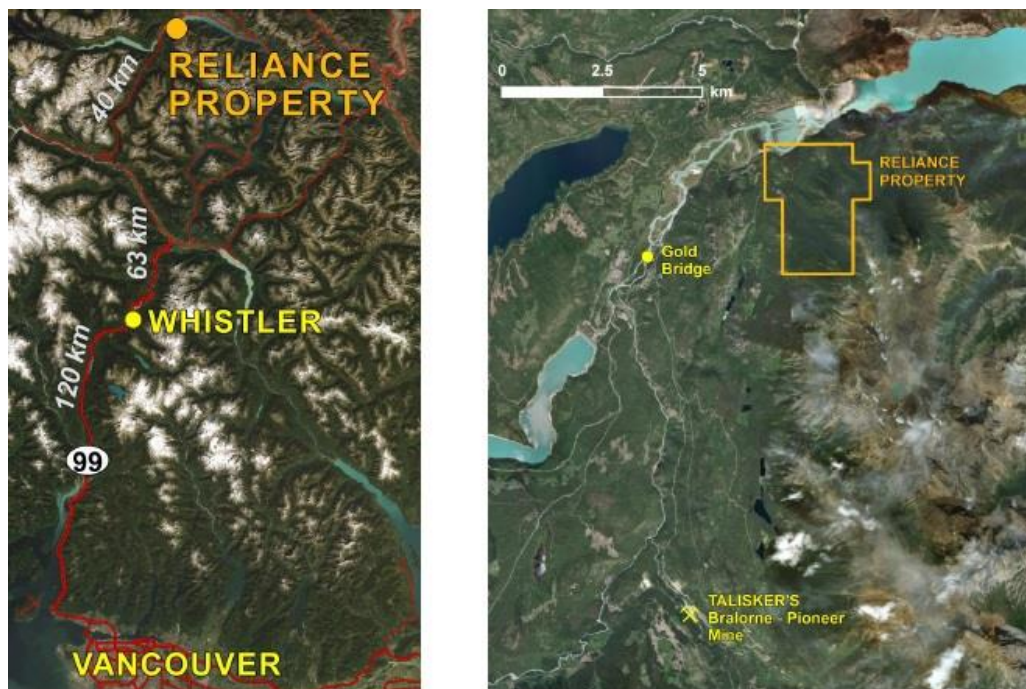 RELIANCE
PROPERTY
40 km
63 km
WHISTLER
120 km
99
VANCOUVER
0 2.5 5
km
RELIANCE
PROPERTY
Gold
Bridge
TALISKER'S
Bralorne - Pioneer
Mine